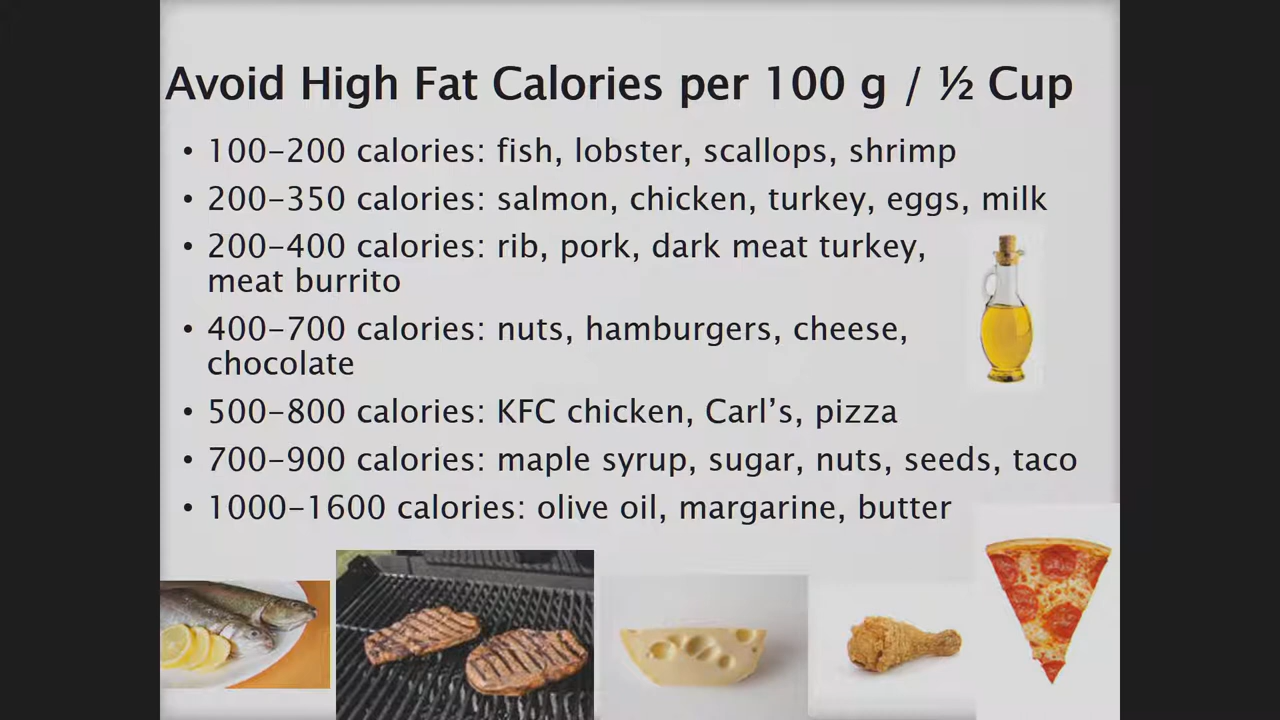 Avoid High Fat Calories per 100 g / ½ Cup
• 100–200 calories: fish, lobster, scallops, shrimp
• 200–350 calories: salmon, chicken, turkey, eggs, milk
• 200–400 calories: rib, pork, dark meat turkey,
meat burrito
• 400–700 calories: nuts, hamburgers, cheese,
chocolate
• 500–800 calories: KFC chicken, Carl’s, pizza
• 700–900 calories: maple syrup, sugar, nuts, seeds, taco
• 1000–1600 calories: olive oil, margarine, butter